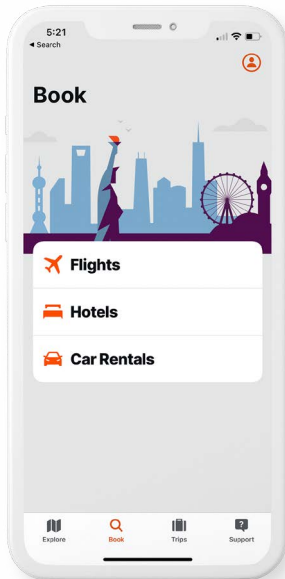 5:21
◂ Search
Book
Flights
Hotels
Car Rentals
Explore
Book
Trips
Support